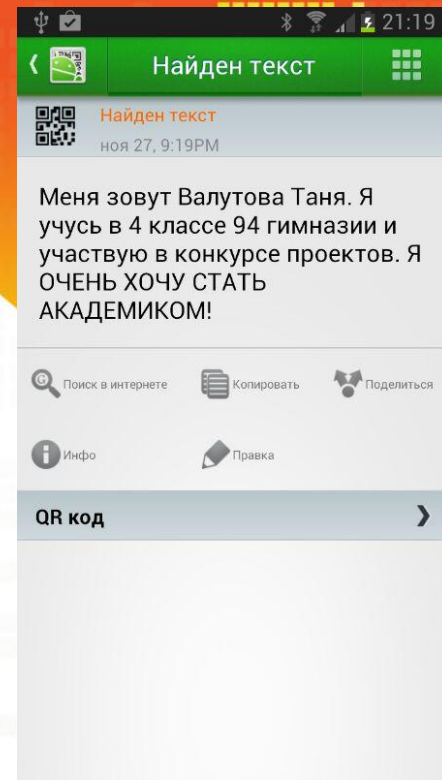 21:19
Найден текст
Найден текст
ноя 27, 9:19PM
Меня зовут Валутова Таня. Я
учусь в 4 классе 94 гимназии и
участвую в конкурсе проектов. Я
ОЧЕНЬ ХОЧУ СТАТЬ
АКАДЕМИКОМ!
Поиск в интернете Копировать Поделиться
Инфо Правка
QR код